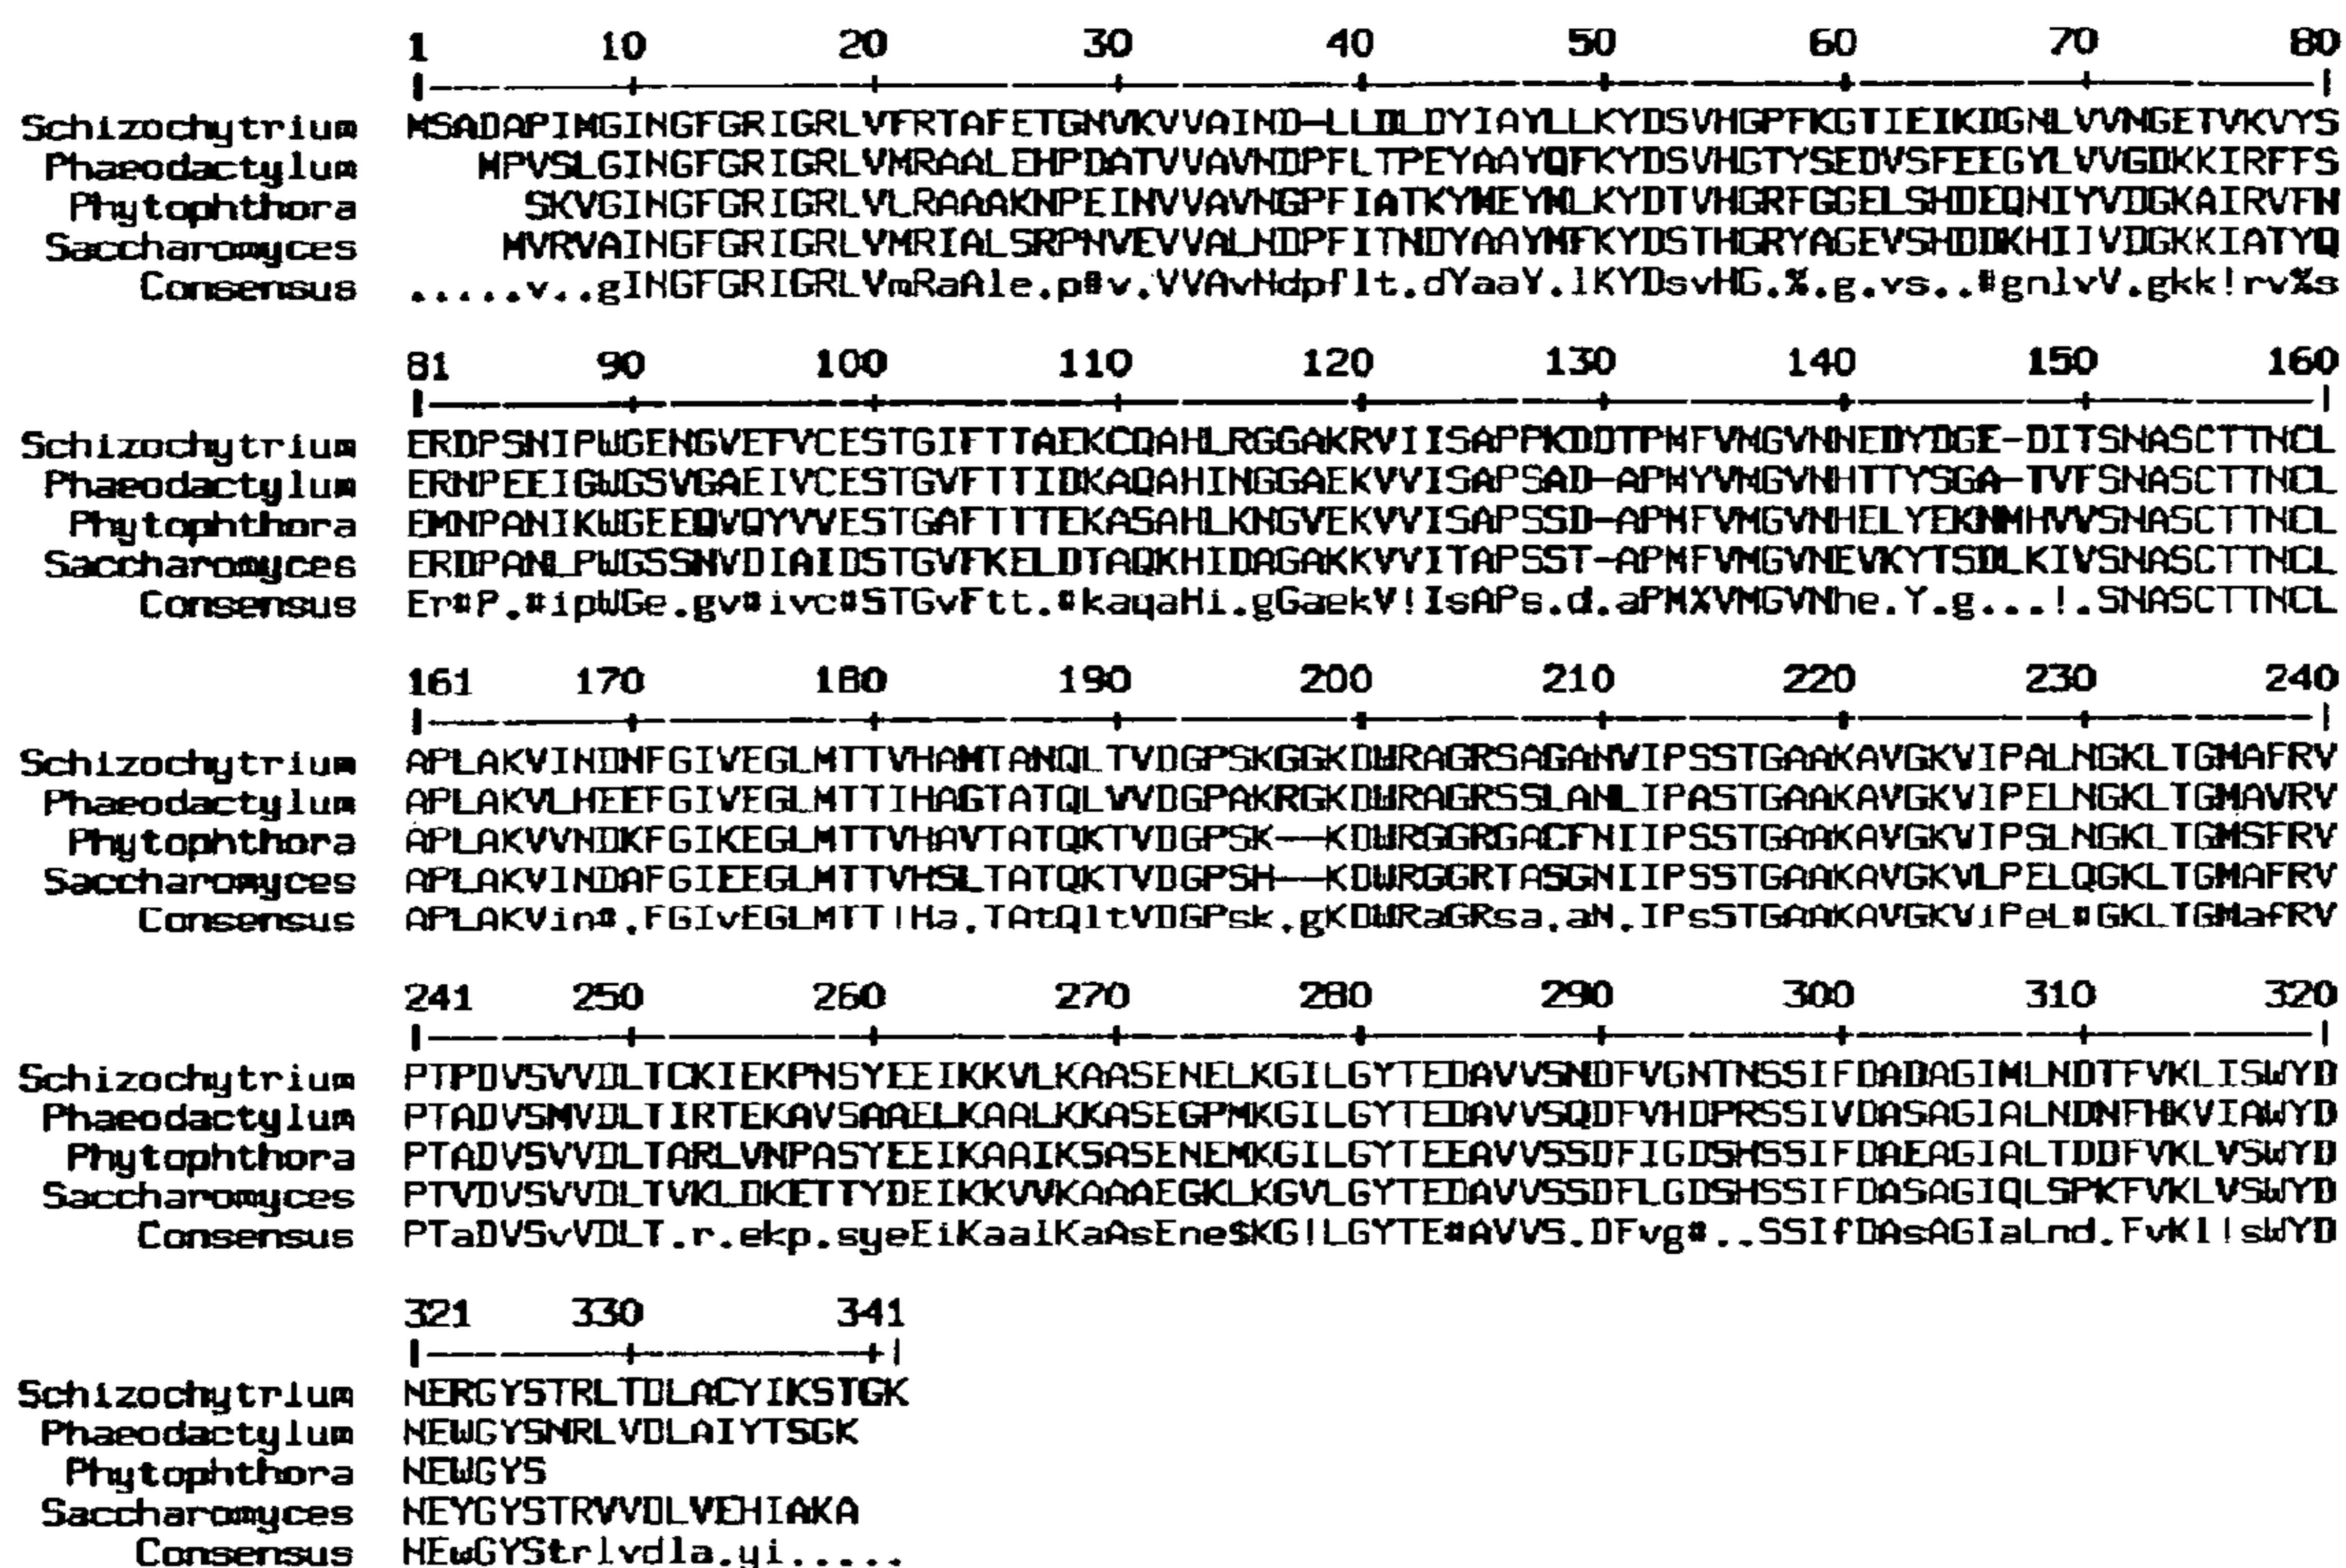 1 10 20 30 40 50 60 70 80
Schizochytrium MSADAPIMGINGFGRIGRLVFRTAFETGNVKVVAIND-LLDLDYIAYLLKYDSVHGPFKGTIEIKDGNLVVNGETVKVYS
Phaeodactylum MPVSLGINGFGRIGRLVMRAALEHPDATVVAVNDPFLTPEYAAYQFKYDSVHGTYSEDVSFEEGYLVVGDKKIRFFS
Phytophthora SKVGINGFGRIGRLVLRAAAKNPEINVVAVNGPFIATKYMEYMLKYDTVHGRFGGELSHDEQNIYVDGKAIRVFN
Saccharomyces MVRVAINGFGRIGRLVMRIALSRPNVEVVALNDPFITNDYAAYMFKYDSTHGRYAGEVSHDDKHIIVDGKKIATYQ
Consensus .....v..gINGFGRIGRLVmRaAle.p#v.VVAvNdpflt.dYaaY.lKYDsvHG.%.g.vs..#gnlvV.gkk!rv%s
81 90 100 110 120 130 140 150 160
Schizochytrium ERDPSNIPWGENGVEFVCESTGIFTTAEKCQAHLRGGAKRVIISAPPKDDTPMFVMGVNNEDYDGE-DITSNASCTTNCL
Phaeodactylum ERNPEEIGWGSVGAEIVCESTGVFTTIDKAQAHINGGAEKVVISAPSAD-APMYVMGVNHTTYSGA-TVFSNASCTTNCL
Phytophthora EMNPANIKWGEEQVQYVVESTGAFTTTEKASAHLKNGVEKVVISAPSSD-APMFVMGVNHELYEKNMHVVSNASCTTNCL
Saccharomyces ERDPANLPWGSSNVDIAIDSTGVFKELDTAQKHIDAGAKKVVITAPSST-APMFVMGVNEVKYTSDLKIVSNASCTTNCL
Consensus Er#P.#ipWGe.gv#ivc#STGvFtt.#kaqaHi.gGaekV!IsAPs.d.aPM%VMGVNhe.Y.g...!.SNASCTTNCL
161 170 180 190 200 210 220 230 240
Schizochytrium APLAKVINDNFGIVEGLMTTVHAMTANQLTVDGPSKGGKDWRAGRSAGANVIPSSTGAAKAVGKVIPALNGKLTGMAFRV
Phaeodactylum APLAKVLHEEFGIVEGLMTTIHAGTATQLVVDGPAKRGKDWRAGRSSLANLIPASTGAAKAVGKVIPELNGKLTGMAVRV
Phytophthora APLAKVVNDKFGIKEGLMTTVHAVTATQKTVDGPSK--KDWRGGRGACFNIIPSSTGAAKAVGKVIPSLNGKLTGMSFRV
Saccharomyces APLAKVINDAFGIEEGLMTTVHSLTATQKTVDGPSH--KDWRGGRTASGNIIPSSTGAAKAVGKVLPELQGKLTGMAFRV
Consensus APLAKVin#.FGIvEGLMTT!Ha.TAtQltVDGPsk.gKDWRaGRsa.aN.IPsSTGAAKAVGKViPeL#GKLTGMafRV
241 250 260 270 280 290 300 310 320
Schizochytrium PTPDVSVVDLTCKIEKPNSYEEIKKVLKAASENELKGILGYTEDAVVSNDFVGNTNSSIFDADAGIMLNDTFVKLISWYD
Phaeodactylum PTADVSMVDLTIRTEKAVSAAELKAALKKASEGPMKGILGYTEDAVVSQDFVHDPRSSIVDASAGIALNDNFHKVIAWYD
Phytophthora PTADVSVVDLTARLVNPASYEEIKAAIKSASENEMKGILGYTEEAVVSSDFIGDSHSSIFDAEAGIALTDDFVKLVSWYD
Saccharomyces PTVDVSVVDLTVKLDKETTYDEIKKVVKAAAEGKLKGVLGYTEDAVVSSDFLGDSHSSIFDASAGIQLSPKFVKLVSWYD
Consensus PTaDVSvVDLT.r.ekp.syeEiKaalKaAsEne$KG!LGYTE#AVVS.DFvg#..SSIfDAsAGIaLnd.FvKl!sWYD
321 330 341
Schizochytrium NERGYSTRLTDLACYIKSTGK
Phaeodactylum NEWGYSNRLVDLAIYTSGK
Phytophthora NEWGYS
Saccharomyces NEYGYSTRVVDLVEHIAKA
Consensus NEwGYStrlvdla.yi.....